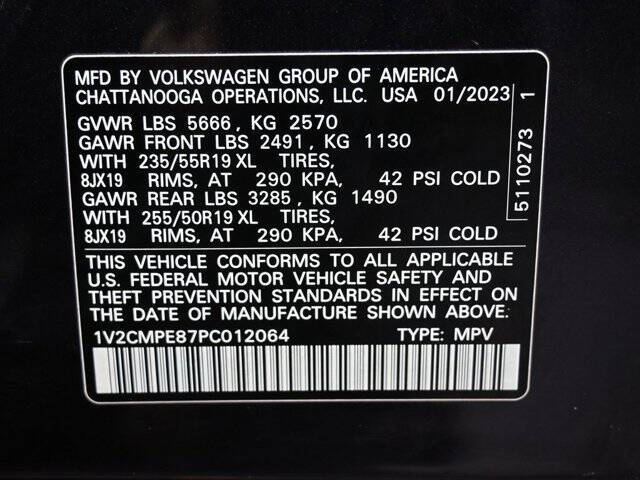 MFD BY VOLKSWAGEN GROUP OF AMERICA
CHATTANOOGA OPERATIONS, LLC. USA 01/2023
GVWR LBS 5666, KG 2570
GAWR FRONT LBS 2491, KG 1130
WITH 235/55R19 XL TIRES,
8JX19 RIMS, AT 290 KPA, 42 PSI COLD
GAWR REAR LBS 3285, KG 1490
WITH 255/50R19 XL TIRES,
8JX19 RIMS, AT 290 KPA, 42 PSI COLD
THIS VEHICLE CONFORMS TO ALL APPLICABLE
U.S. FEDERAL MOTOR VEHICLE SAFETY AND
THEFT PREVENTION STANDARDS IN EFFECT ON
THE DATE OF MANUFACTURE SHOWN ABOVE.
1V2CMPE87PC012064 TYPE: MPV
5110273 1